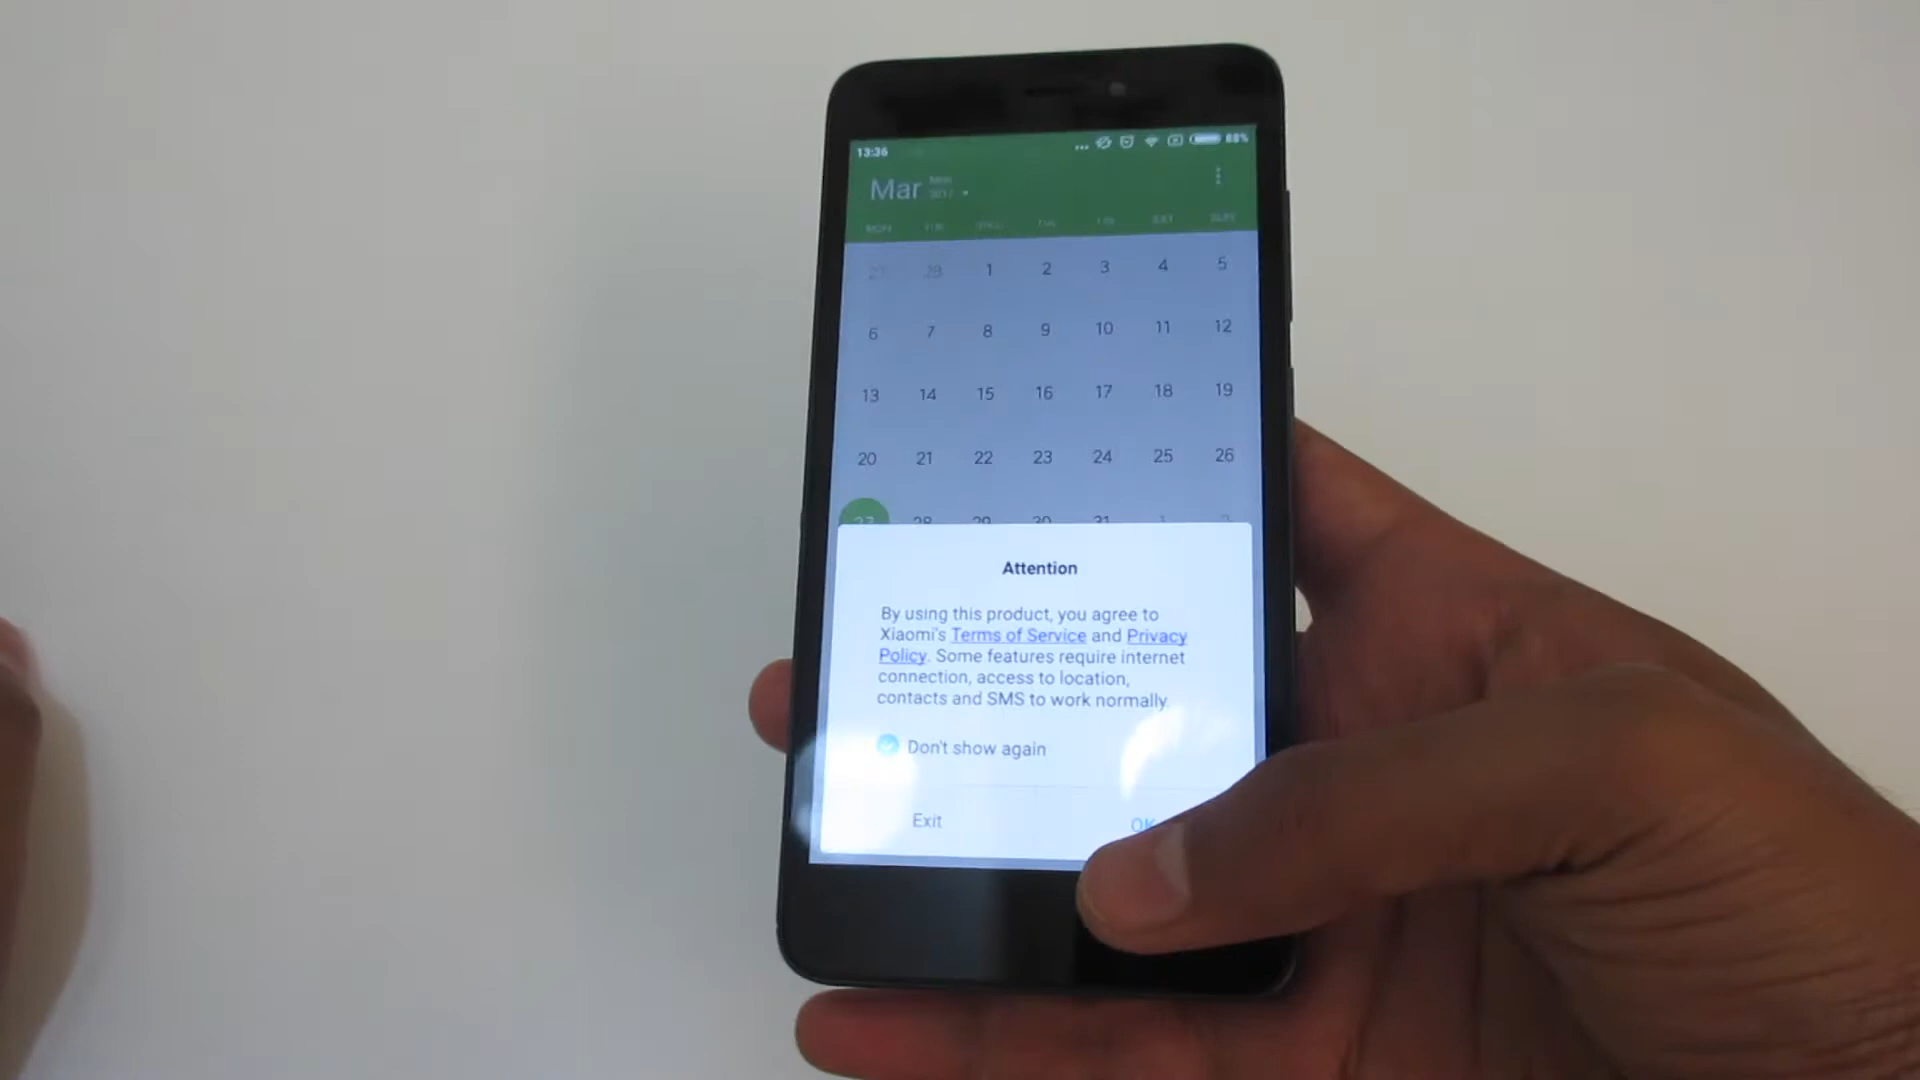 13:36 ... 88%
Mar Mon
2017
MON TUE WED THU FRI SAT SUN
27 28 1 2 3 4 5
6 7 8 9 10 11 12
13 14 15 16 17 18 19
20 21 22 23 24 25 26
27 28 29 30 31 1 2
Attention
By using this product, you agree to
Xiaomi's Terms of Service and Privacy
Policy. Some features require internet
connection, access to location,
contacts and SMS to work normally.
Don't show again
Exit OK